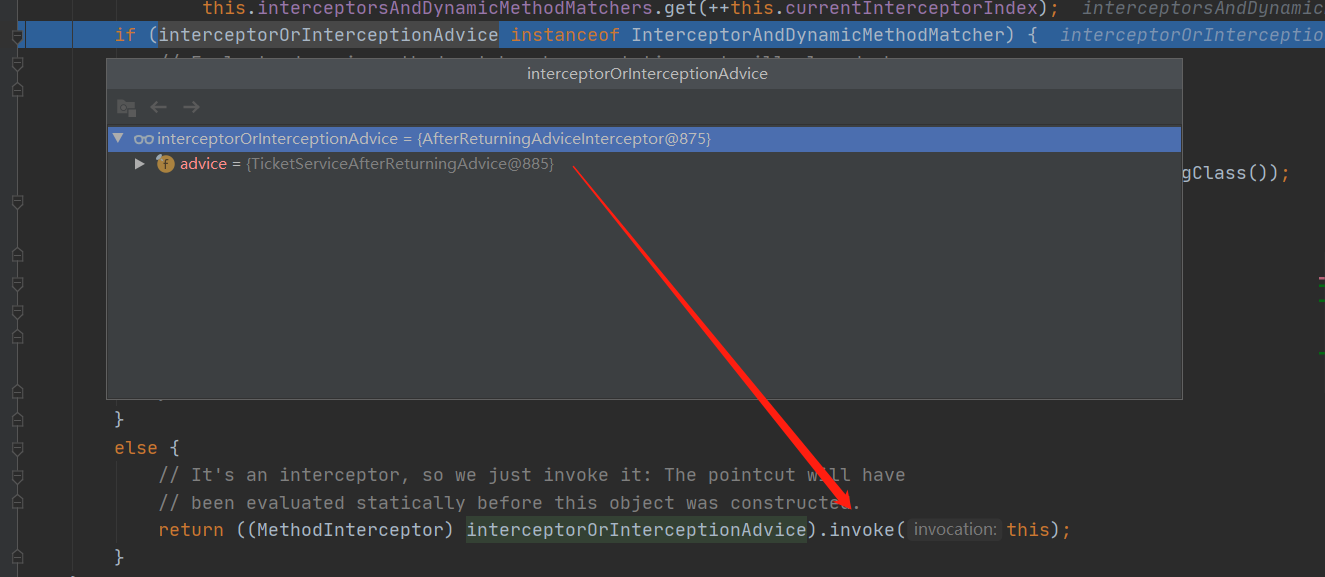 this.interceptorsAndDynamicMethodMatchers.get(++this.currentInterceptorIndex); interceptorsAndDynamic
if (interceptorOrInterceptionAdvice instanceof InterceptorAndDynamicMethodMatcher) { interceptorOrInterceptio
interceptorOrInterceptionAdvice
interceptorOrInterceptionAdvice = {AfterReturningAdviceInterceptor@875}
f advice = {TicketServiceAfterReturningAdvice@885}
gClass());
}
else {
// It's an interceptor, so we just invoke it: The pointcut will have
// been evaluated statically before this object was constructed.
return ((MethodInterceptor) interceptorOrInterceptionAdvice).invoke( invocation: this);
}